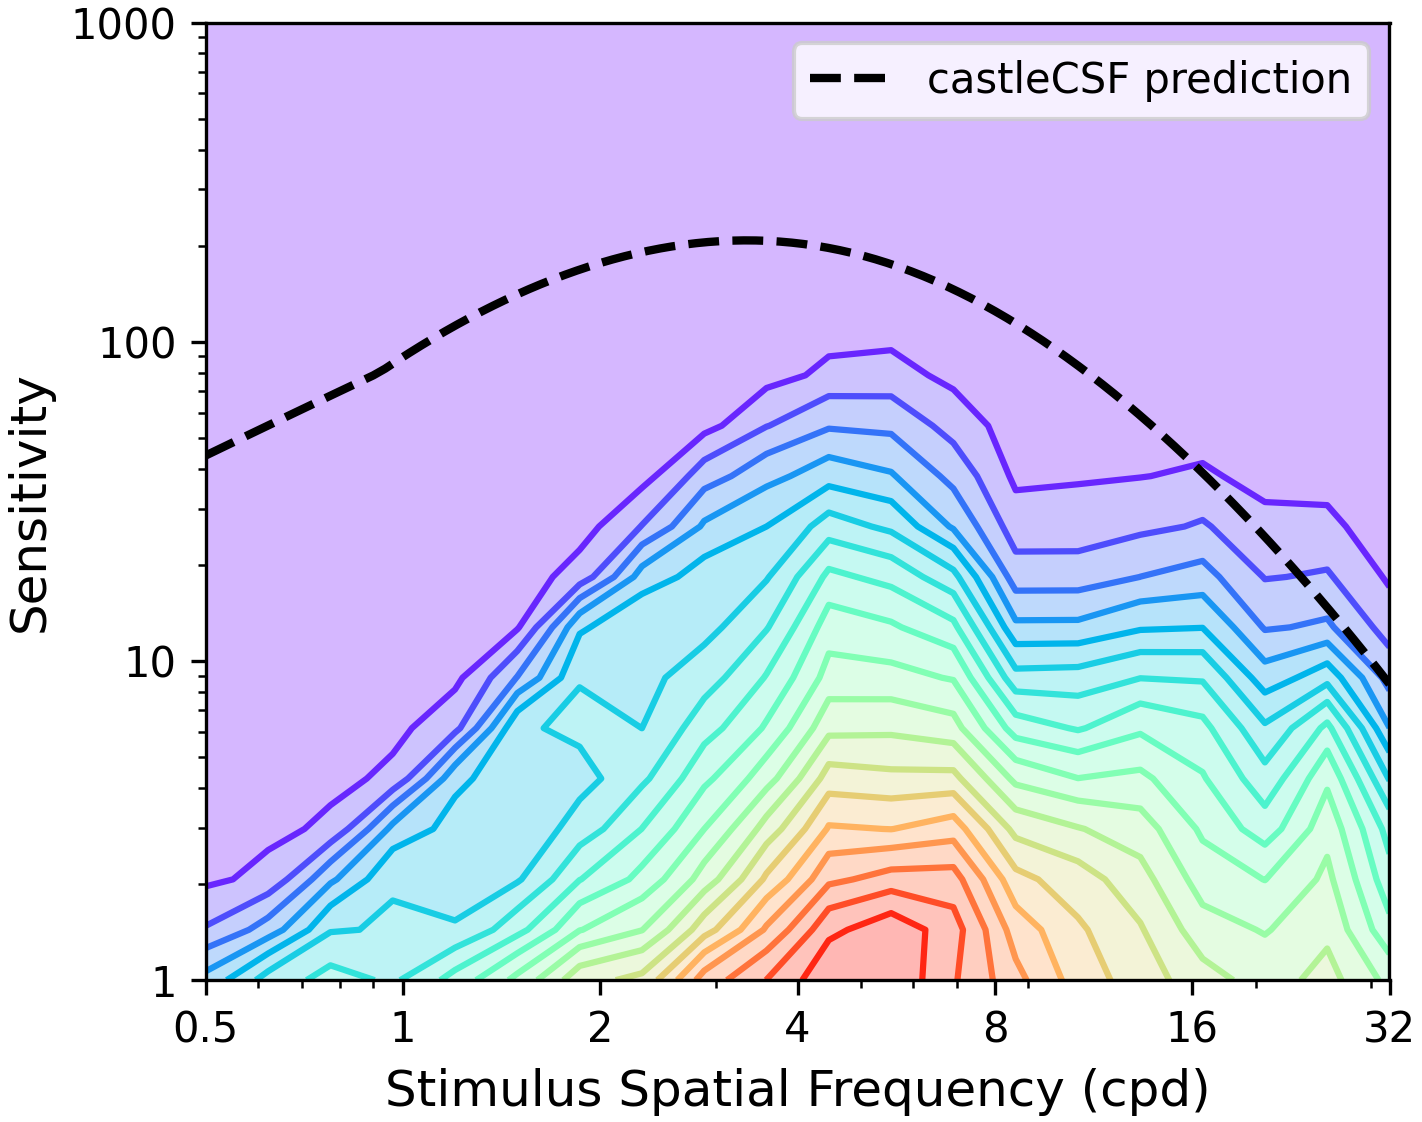 1000
castleCSF prediction
100
Sensitivity
10
1
0.5 1 2 4 8 16 32
Stimulus Spatial Frequency (cpd)